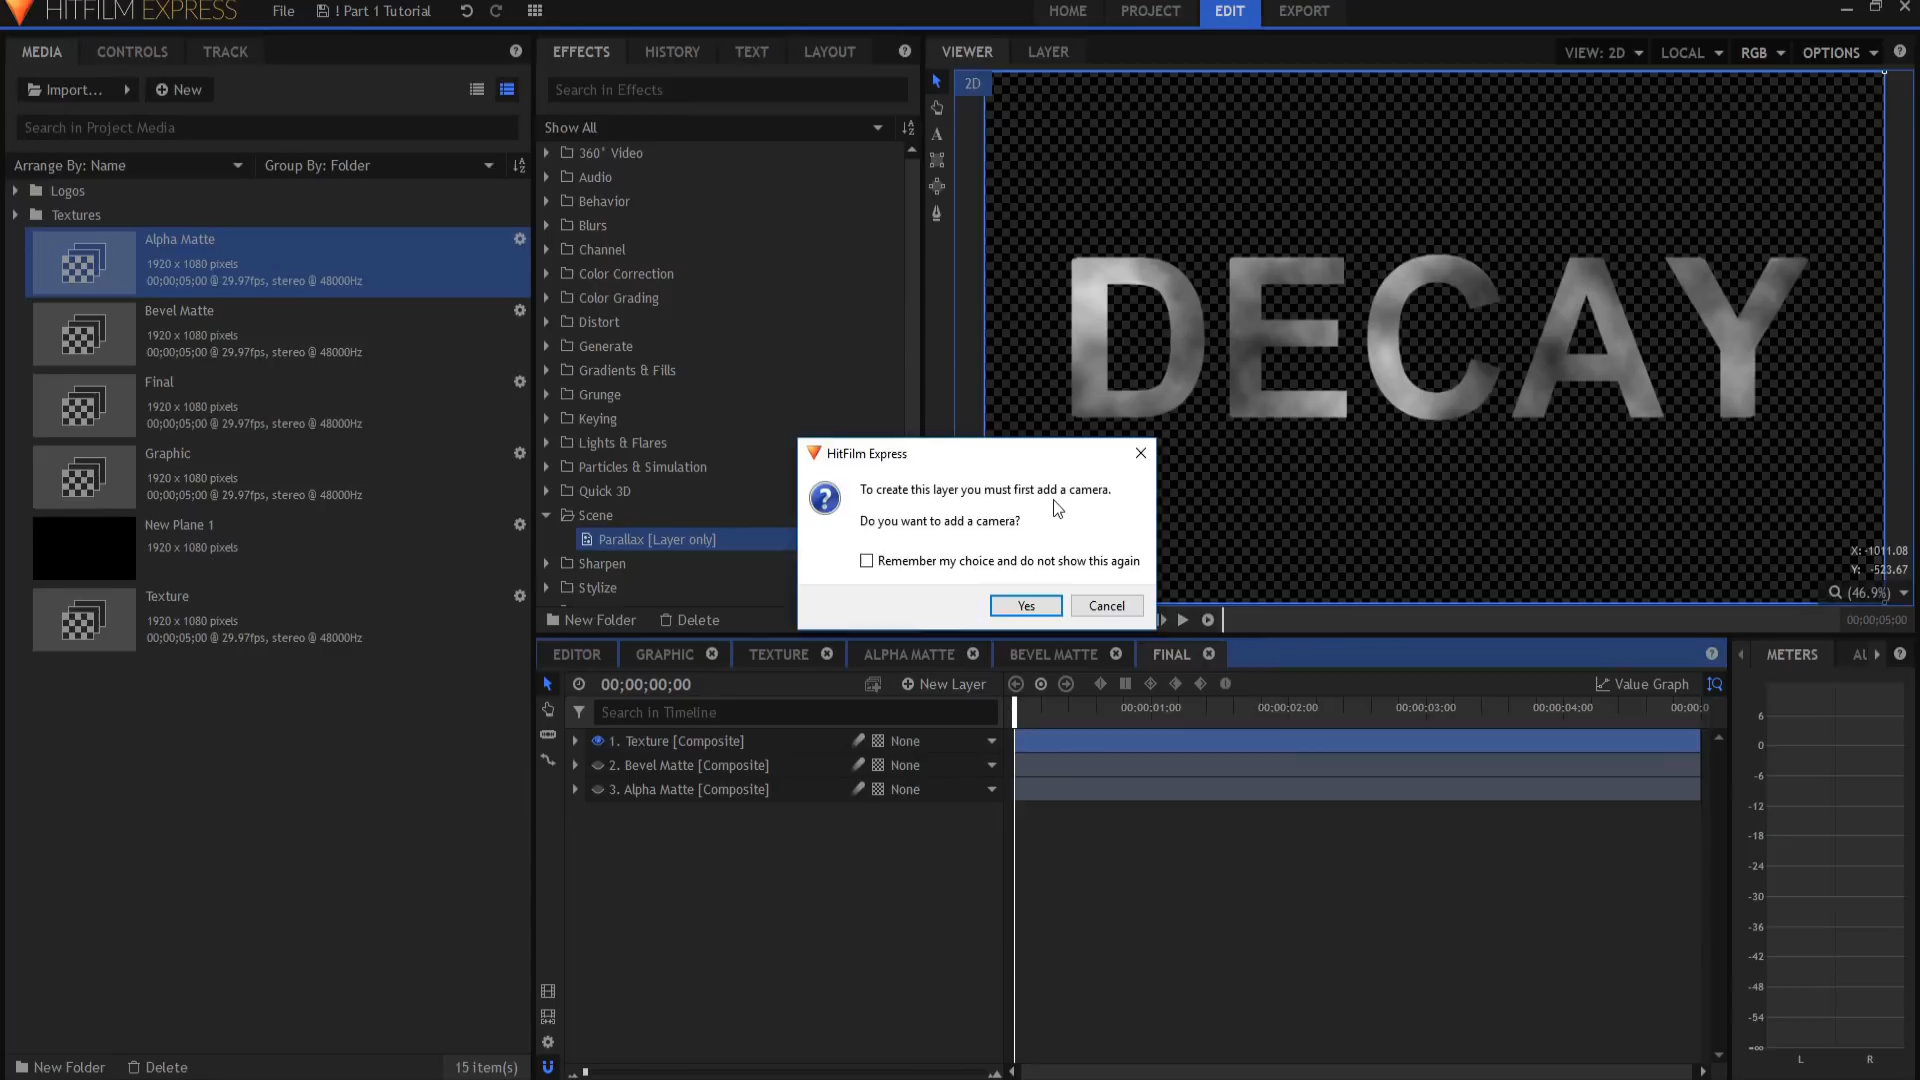 HITFILM EXPRESS
File
! Part 1 Tutorial
HOME
PROJECT
EDIT
EXPORT
MEDIA
CONTROLS
TRACK
Import...
New
Search in Project Media
Arrange By: Name
Group By: Folder
Logos
Textures
Alpha Matte
1920 x 1080 pixels
00;00;05;00 @ 29.97fps, stereo @ 48000Hz
Bevel Matte
1920 x 1080 pixels
00;00;05;00 @ 29.97fps, stereo @ 48000Hz
Final
1920 x 1080 pixels
00;00;05;00 @ 29.97fps, stereo @ 48000Hz
Graphic
1920 x 1080 pixels
00;00;05;00 @ 29.97fps, stereo @ 48000Hz
New Plane 1
1920 x 1080 pixels
Texture
1920 x 1080 pixels
00;00;05;00 @ 29.97fps, stereo @ 48000Hz
New Folder
Delete
15 item(s)
EFFECTS
HISTORY
TEXT
LAYOUT
Search in Effects
Show All
360° Video
Audio
Behavior
Blurs
Channel
Color Correction
Color Grading
Distort
Generate
Gradients & Fills
Grunge
Keying
Lights & Flares
Particles & Simulation
Quick 3D
Scene
Parallax [Layer only]
Sharpen
Stylize
New Folder
Delete
VIEWER
LAYER
VIEW: 2D
LOCAL
RGB
OPTIONS
2D
DECAY
X: -1011.08
Y: -523.67
(46.9%)
00;00;05;00
HitFilm Express
To create this layer you must first add a camera.
Do you want to add a camera?
Remember my choice and do not show this again
Yes
Cancel
EDITOR
GRAPHIC
TEXTURE
ALPHA MATTE
BEVEL MATTE
FINAL
00;00;00;00
New Layer
Value Graph
Search in Timeline
00;00;01;00
00;00;02;00
00;00;03;00
00;00;04;00
00;00;0
1. Texture [Composite]
None
2. Bevel Matte [Composite]
None
3. Alpha Matte [Composite]
None
METERS
6
0
-6
-12
-18
-24
-30
-36
-42
-48
-54
-∞
L
R